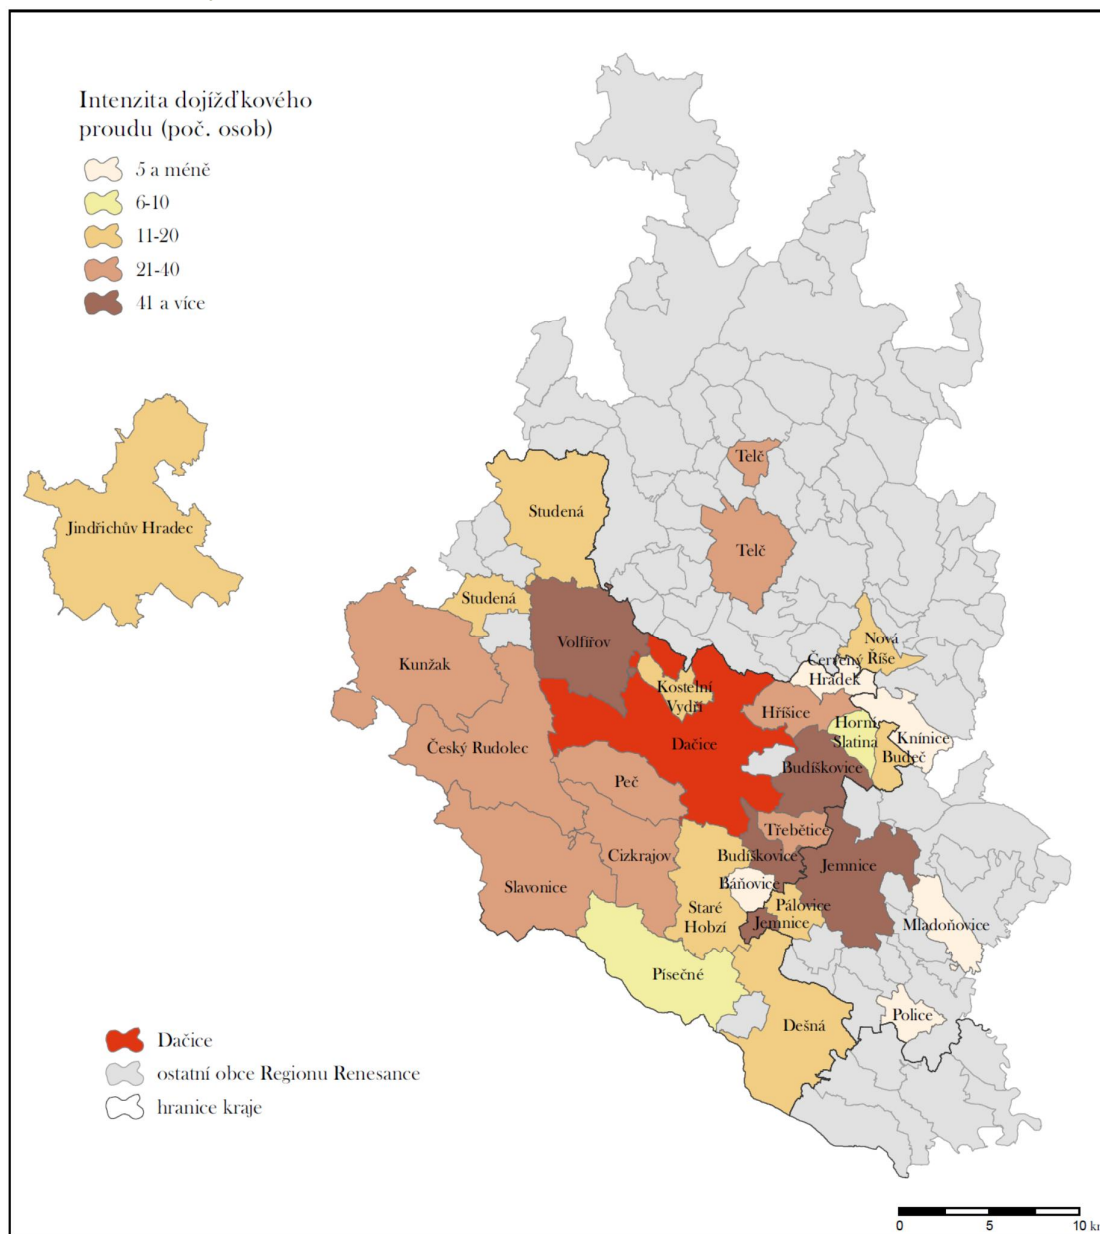 Intenzita dojížďkového
proudu (poč. osob)
5 a méně
6-10
11-20
21-40
41 a více
Telč
Studená
Jindřichův Hradec
Telč
Studená
Nová
Říše
Volfířov
Červený
Hrádek
Kunžak
Kostelní
Vydří
Hříšice
Horní
Slatina
Knínice
Dačice
Český Rudolec
Budeč
Budíškovice
Peč
Třebětice
Cizkrajov
Budíškovice
Jemnice
Slavonice
Báňovice
Staré
Hobzí
Pálovice
Jemnice
Mladoňovice
Písečné
Police
Dešná
Dačice
ostatní obce Regionu Renesance
hranice kraje
0 5 10 km